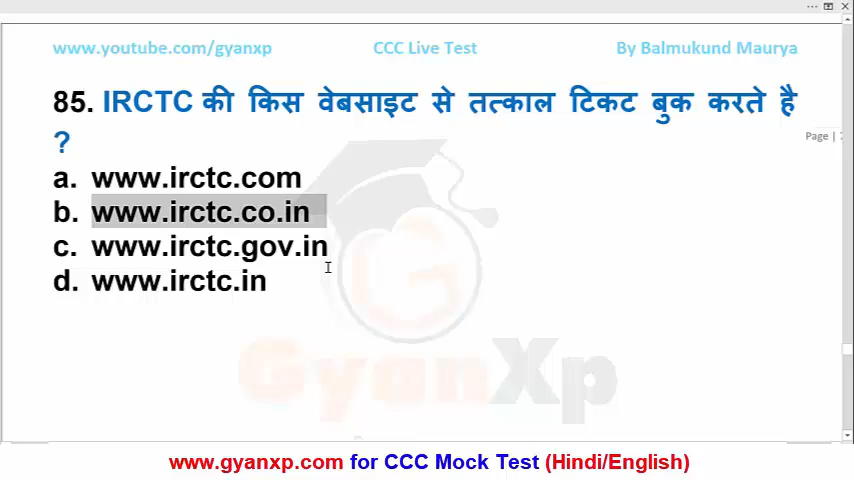 www.youtube.com/gyanxp CCC Live Test By Balmukund Maurya
85. IRCTC की किस वेबसाइट से तत्काल टिकट बुक करते है
?
Page |
a. www.irctc.com
b. www.irctc.co.in
c. www.irctc.gov.in
d. www.irctc.in
GyanXp
www.gyanxp.com for CCC Mock Test (Hindi/English)